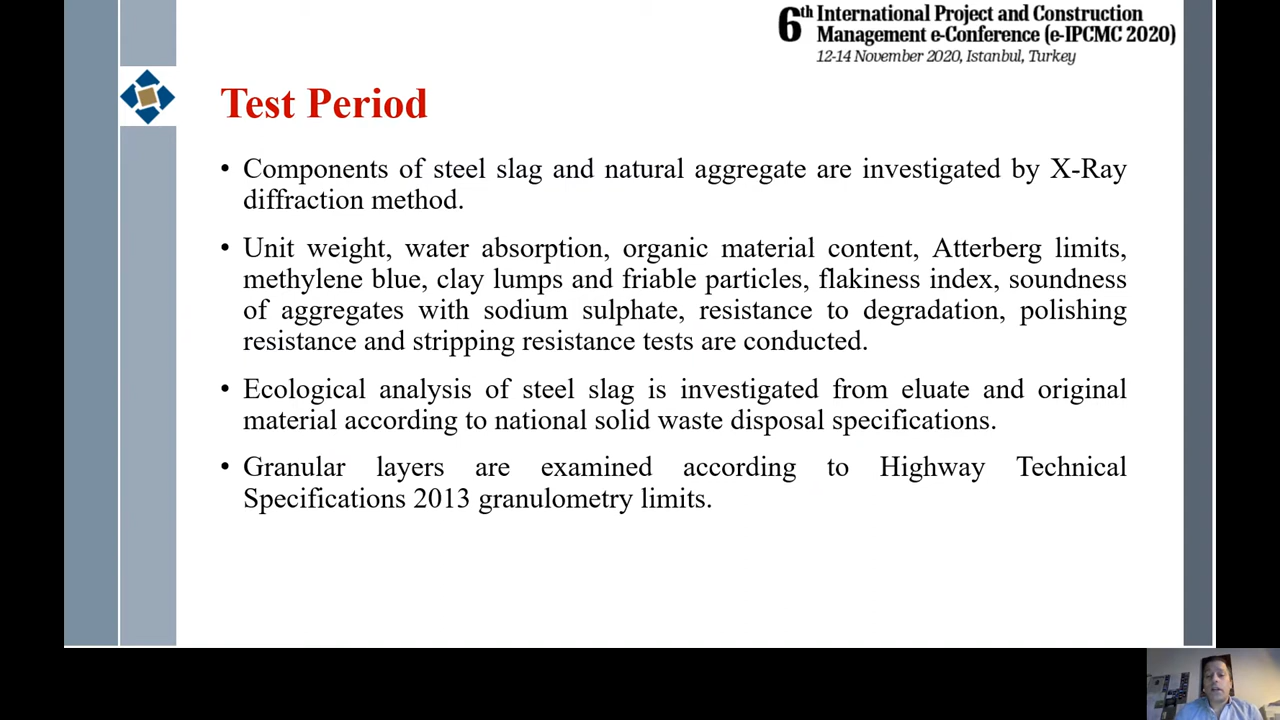 6th International Project and Construction
Management e-Conference (e-IPCMC 2020)
12-14 November 2020, Istanbul, Turkey
Test Period
• Components of steel slag and natural aggregate are investigated by X-Ray
diffraction method.
• Unit weight, water absorption, organic material content, Atterberg limits,
methylene blue, clay lumps and friable particles, flakiness index, soundness
of aggregates with sodium sulphate, resistance to degradation, polishing
resistance and stripping resistance tests are conducted.
• Ecological analysis of steel slag is investigated from eluate and original
material according to national solid waste disposal specifications.
• Granular layers are examined according to Highway Technical
Specifications 2013 granulometry limits.